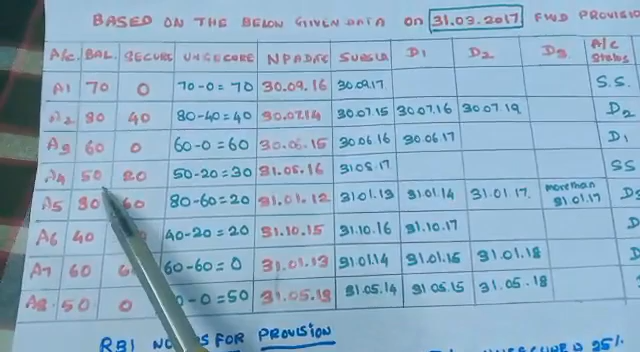 BASED ON THE BELOW GIVEN DATA on 31.03.2017 FIND PROVISION
A/c. BAL. SECURE UNSECURE NPADATE SUBSTA D1 D2 D3 A/c Status
A1 70 0 70-0=70 30.09.16 30.09.17 S.S.
A2 80 40 80-40=40 30.07.14 30.07.15 30.07.16 30.07.19 D2
A3 60 0 60-0=60 30.06.15 30.06.16 30.06.17 D1
A4 50 20 50-20=30 31.05.16 31.05.17 SS
A5 80 60 80-60=20 31.01.12 31.01.13 31.01.14 31.01.17. more than 31.01.17 D3
A6 40 40-20=20 31.10.15 31.10.16 31.10.17 D
A7 60 60-60=0 31.01.13 31.01.14 31.01.15 31.01.18 D
A8. 50 0 0-0=50 31.05.13 31.05.14 31.05.15 31.05.18 D
RBI FOR PROVISION
25%